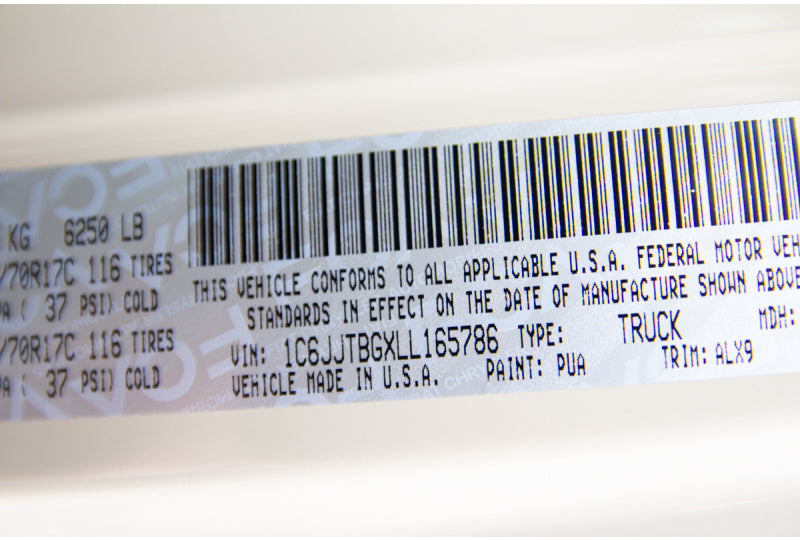 KG 6250 LB
/70R17C 116 TIRES
( 37 PSI) COLD
/70R17C 116 TIRES
( 37 PSI) COLD
THIS VEHICLE CONFORMS TO ALL APPLICABLE U.S.A. FEDERAL MOTOR VEH
STANDARDS IN EFFECT ON THE DATE OF MANUFACTURE SHOWN ABOVE
VIN: 1C6JJTBGXLL165786 TYPE: TRUCK MDH:
VEHICLE MADE IN U.S.A. PAINT: PUA TRIM: ALX9